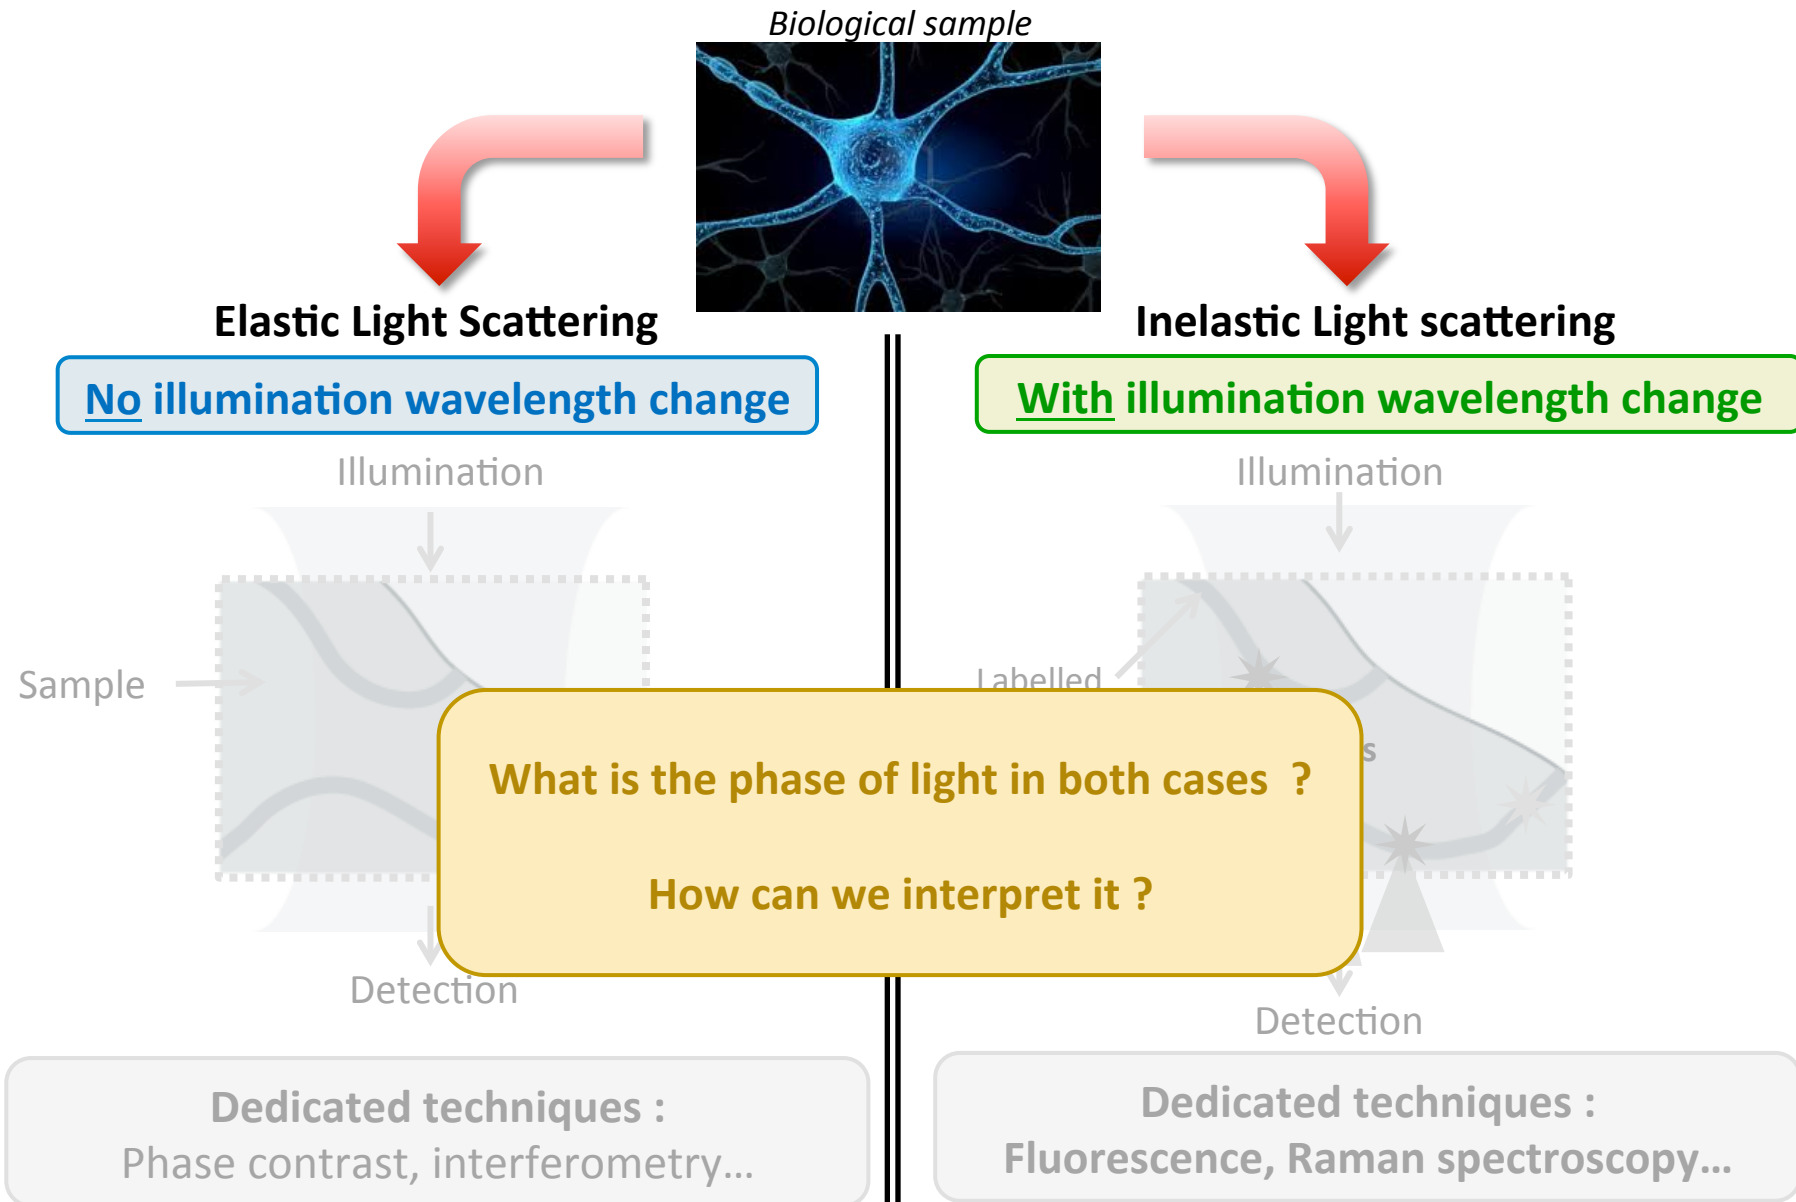 Biological sample
Elastic Light Scattering
No illumination wavelength change
Illumination
Sample
Detection
Dedicated techniques :
Phase contrast, interferometry...
Inelastic Light scattering
With illumination wavelength change
Illumination
Labelled
What is the phase of light in both cases ?
How can we interpret it ?
Detection
Dedicated techniques :
Fluorescence, Raman spectroscopy...